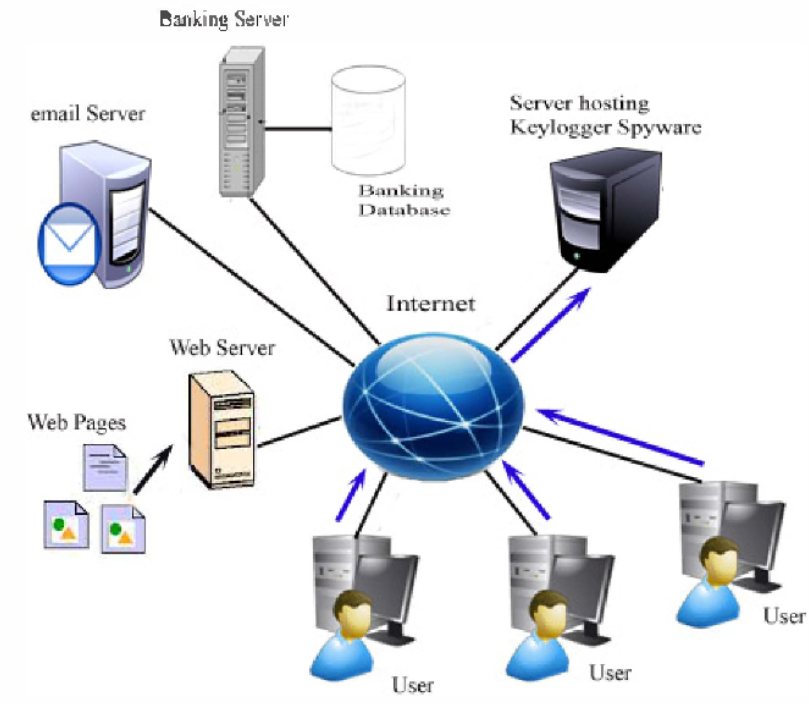 Banking Server
email Server
Server hosting
Keylogger Spyware
Banking
Database
Internet
Web Server
Web Pages
User
User
User